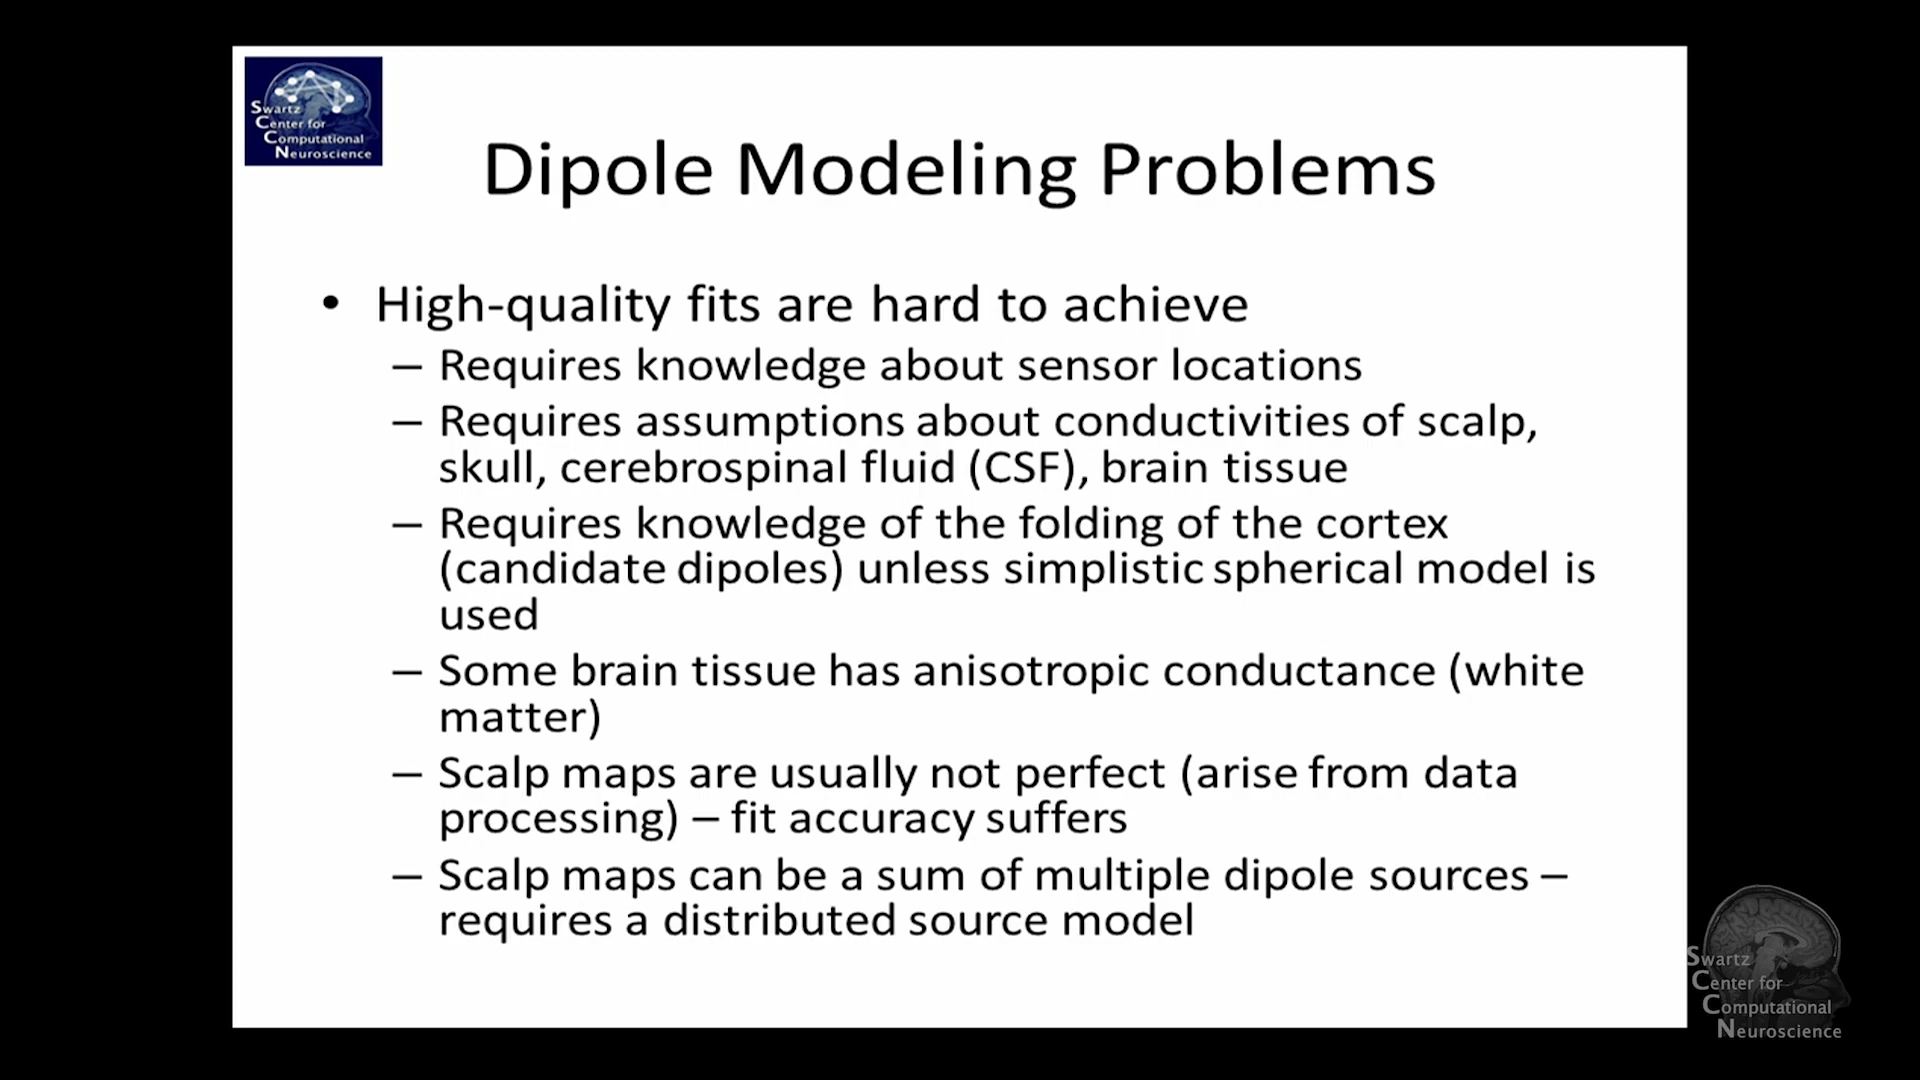 Swartz
Center for
Computational
Neuroscience
Dipole Modeling Problems
• High-quality fits are hard to achieve
– Requires knowledge about sensor locations
– Requires assumptions about conductivities of scalp,
skull, cerebrospinal fluid (CSF), brain tissue
– Requires knowledge of the folding of the cortex
(candidate dipoles) unless simplistic spherical model is
used
– Some brain tissue has anisotropic conductance (white
matter)
– Scalp maps are usually not perfect (arise from data
processing) – fit accuracy suffers
– Scalp maps can be a sum of multiple dipole sources –
requires a distributed source model
Swartz
Center for
Computational
Neuroscience